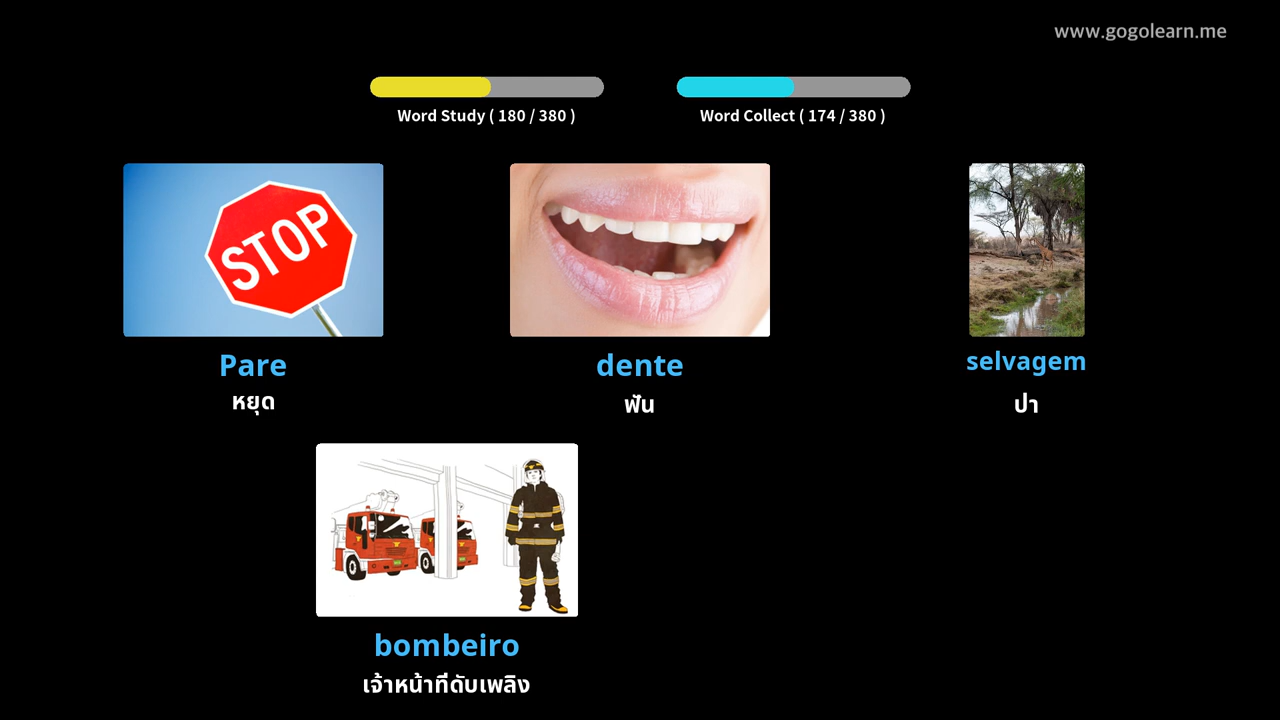 www.gogolearn.me
Word Study ( 180 / 380 )
Word Collect ( 174 / 380 )
STOP
Pare
dente
selvagem
หยุด
ฟัน
ป่า
bombeiro
เจ้าหน้าที่ดับเพลิง